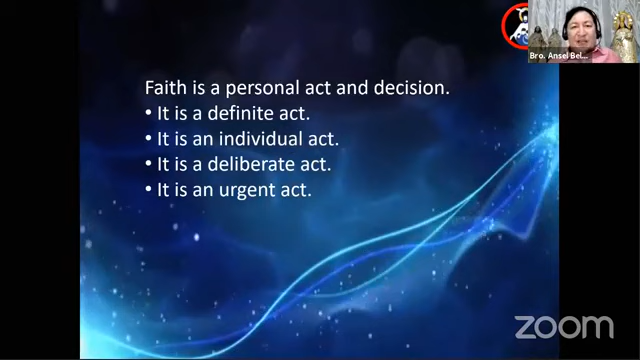 Bro. Ansel Bel...
Faith is a personal act and decision.
• It is a definite act.
• It is an individual act.
• It is a deliberate act.
• It is an urgent act.
zoom